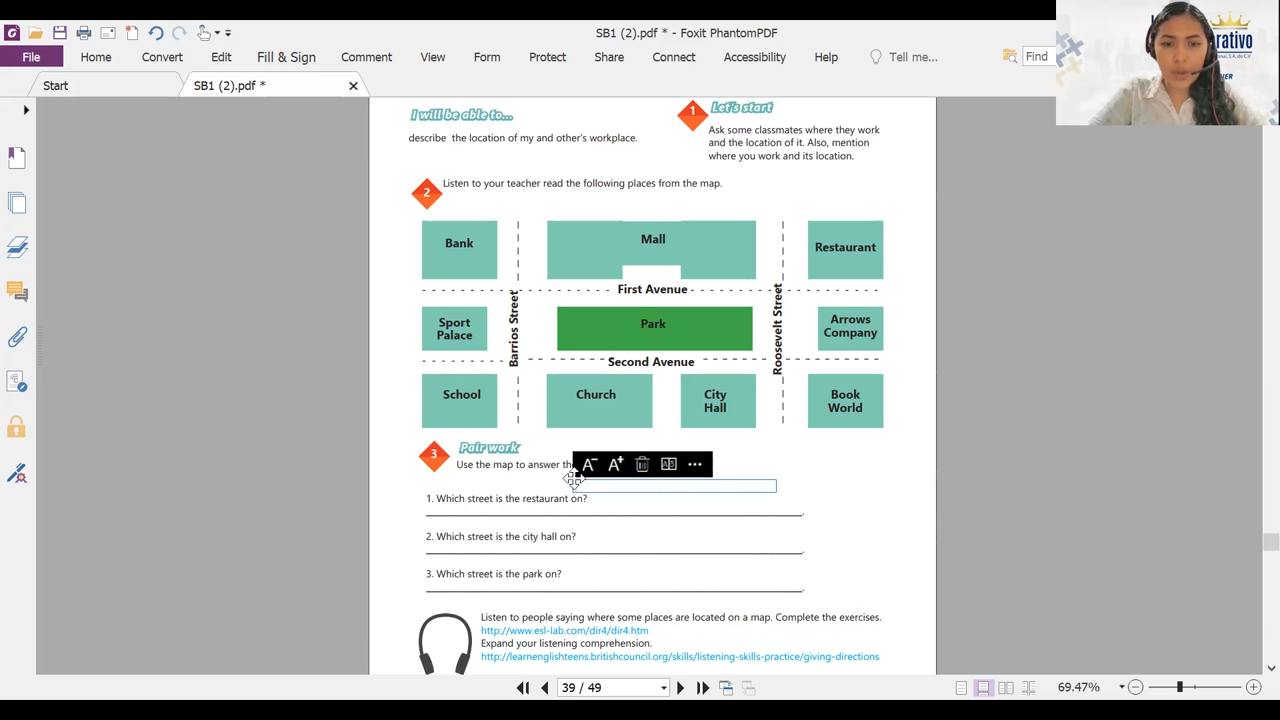 SB1 (2).pdf * - Foxit PhantomPDF
File Home Convert Edit Fill & Sign Comment View Form Protect Share Connect Accessibility Help Tell me... Find
Start SB1 (2).pdf *
erativo
I will be able to...
describe the location of my and other's workplace.
1 Let's start
Ask some classmates where they work
and the location of it. Also, mention
where you work and its location.
2 Listen to your teacher read the following places from the map.
Bank Mall Restaurant
First Avenue
Sport
Palace
Barrios Street
Park
Roosevelt Street
Arrows
Company
Second Avenue
School Church City
Hall
Book
World
3 Pair work
Use the map to answer th
A- A+
1. Which street is the restaurant on?
2. Which street is the city hall on?
3. Which street is the park on?
Listen to people saying where some places are located on a map. Complete the exercises.
http://www.esl-lab.com/dir4/dir4.htm
Expand your listening comprehension.
http://learnenglishteens.britishcouncil.org/skills/listening-skills-practice/giving-directions
39 / 49 69.47%